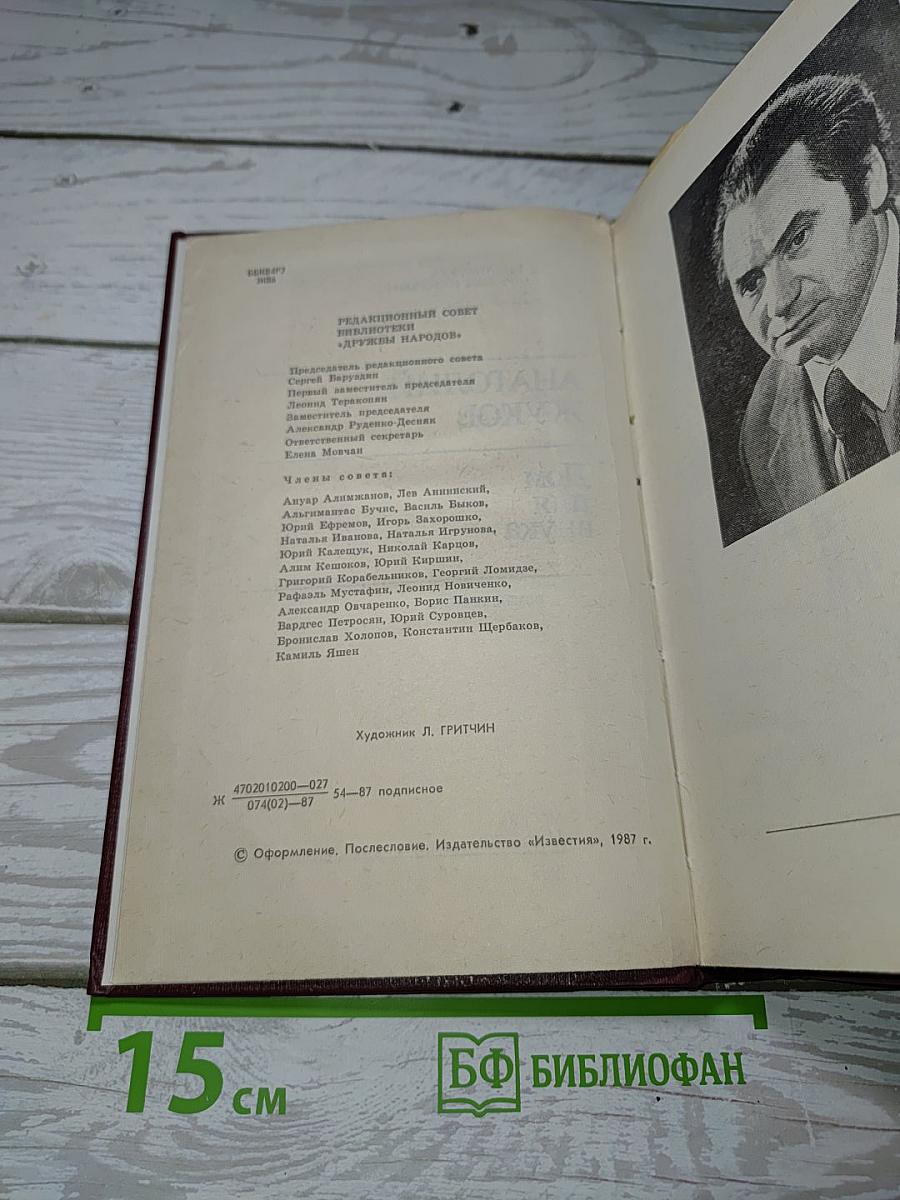 РЕДАКЦИОННЫЙ СОВЕТ
БИБЛИОТЕКИ
«ДРУЖБЫ НАРОДОВ»
Председатель редакционного совета
Сергей Баруздин
Первый заместитель председателя
Леонид Теракопян
Заместитель председателя
Александр Руденко-Десняк
Ответственный секретарь
Елена Мовчан
Члены совета:
Ануар Алимжанов, Лев Аннинский,
Альгимантас Бучис, Василь Быков,
Юрий Ефремов, Игорь Захорошко,
Наталья Иванова, Наталья Игрунова,
Юрий Калещук, Николай Карцов,
Алим Кешоков, Юрий Киршин,
Григорий Корабельников, Георгий Ломидзе,
Рафаэль Мустафин, Леонид Новиченко,
Александр Овчаренко, Борис Панкин,
Вардгес Петросян, Юрий Суровцев,
Бронислав Холопов, Константин Щербаков,
Камиль Яшен
Художник Л. ГРИТЧИН
Ж 4702010200—027
074(02)—87 54—87 подписное
© Оформление. Послесловие. Издательство «Известия», 1987 г.
15 см
БФ БИБЛИОФАН